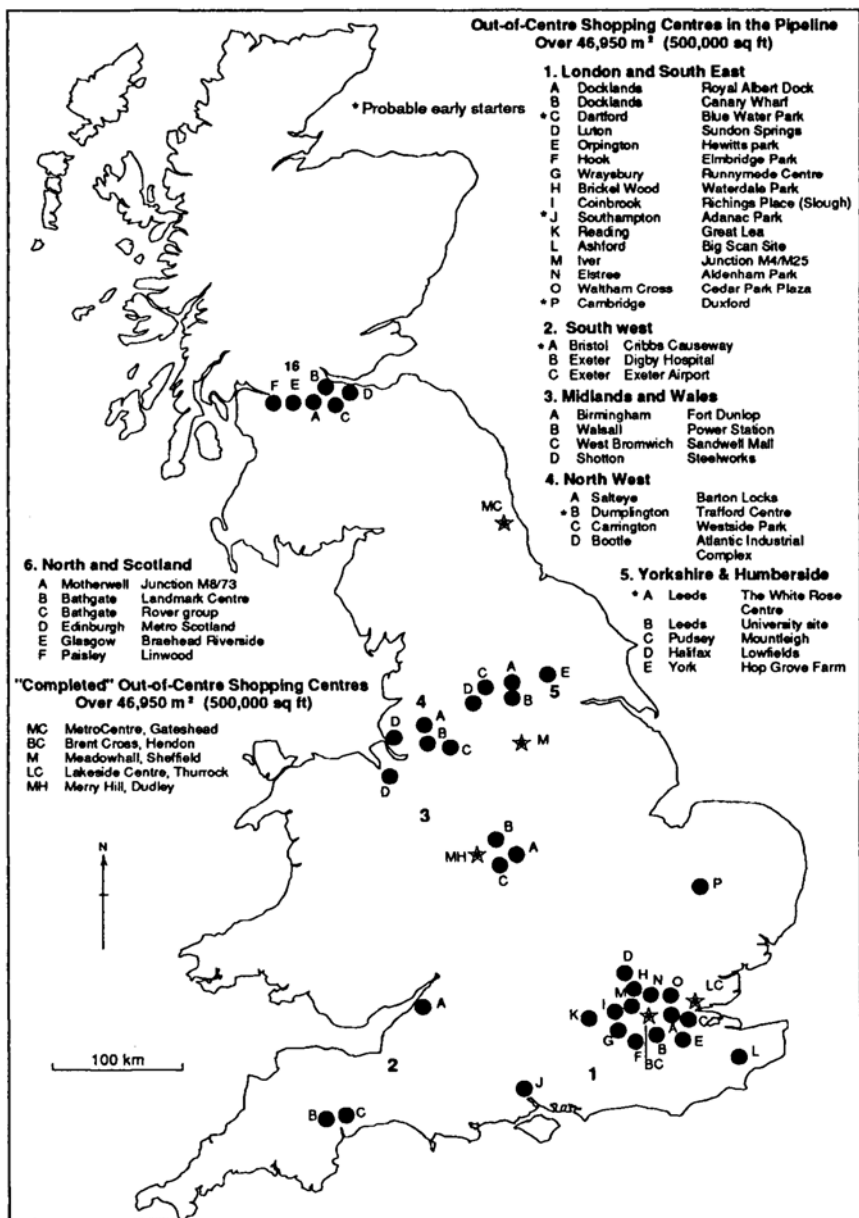 Out-of-Centre Shopping Centres in the Pipeline
Over 46,950 m² (500,000 sq ft)
* Probable early starters
1. London and South East
A Docklands Royal Albert Dock
B Docklands Canary Wharf
* C Dartford Blue Water Park
D Luton Sundon Springs
E Orpington Hewitts park
F Hook Elmbridge Park
G Wraysbury Runnymede Centre
H Brickel Wood Waterdale Park
I Coinbrook Richings Place (Slough)
* J Southampton Adanac Park
K Reading Great Lea
L Ashford Big Scan Site
M Iver Junction M4/M25
N Elstree Aldenham Park
O Waltham Cross Cedar Park Plaza
* P Cambridge Duxford
2. South west
* A Bristol Cribbs Causeway
B Exeter Digby Hospital
C Exeter Exeter Airport
3. Midlands and Wales
A Birmingham Fort Dunlop
B Walsall Power Station
C West Bromwich Sandwell Mall
D Shotton Steelworks
4. North West
A Salteye Barton Locks
* B Dumplington Trafford Centre
C Carrington Westside Park
D Bootle Atlantic Industrial
Complex
5. Yorkshire & Humberside
* A Leeds The White Rose
Centre
B Leeds University site
C Pudsey Mountleigh
D Halifax Lowfields
E York Hop Grove Farm
6. North and Scotland
A Motherwell Junction M8/73
B Bathgate Landmark Centre
C Bathgate Rover group
D Edinburgh Metro Scotland
E Glasgow Braehead Riverside
F Paisley Linwood
"Completed" Out-of-Centre Shopping Centres
Over 46,950 m² (500,000 sq ft)
MC MetroCentre, Gateshead
BC Brent Cross, Hendon
M Meadowhall, Sheffield
LC Lakeside Centre, Thurrock
MH Merry Hill, Dudley
16
F E B D
A C
MC
C A E
D B 5
4 A
D B C
M
D
3
B
MH A
C
P
N
D
H N O LC
M
I
K A C
G F B E L
BC
A
100 km
2
1
J
B C